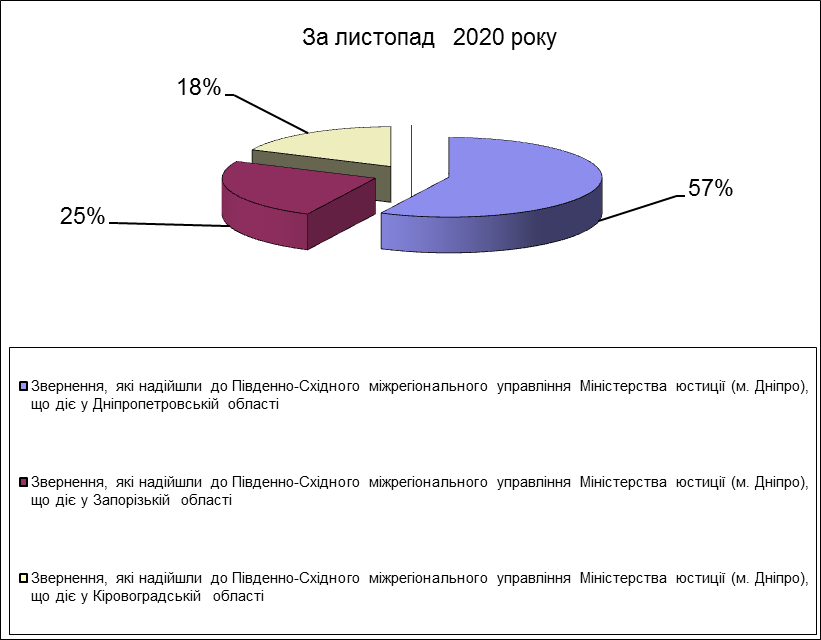 За листопад 2020 року
18%
57%
25%
Звернення, які надійшли до Південно-Східного міжрегіонального управління Міністерства юстиції (м. Дніпро),
що діє у Дніпропетровській області
Звернення, які надійшли до Південно-Східного міжрегіонального управління Міністерства юстиції (м. Дніпро),
що діє у Запорізькій області
Звернення, які надійшли до Південно-Східного міжрегіонального управління Міністерства юстиції (м. Дніпро),
що діє у Кіровоградській області